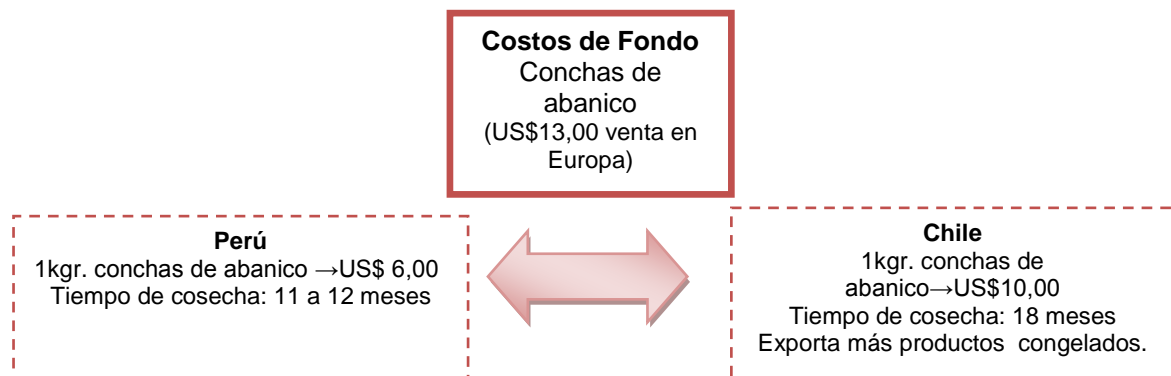 Costos de Fondo
Conchas de
abanico
(US$13,00 venta en
Europa)
Perú
1kgr. conchas de abanico →US$ 6,00
Tiempo de cosecha: 11 a 12 meses
Chile
1kgr. conchas de
abanico→US$10,00
Tiempo de cosecha: 18 meses
Exporta más productos  congelados.